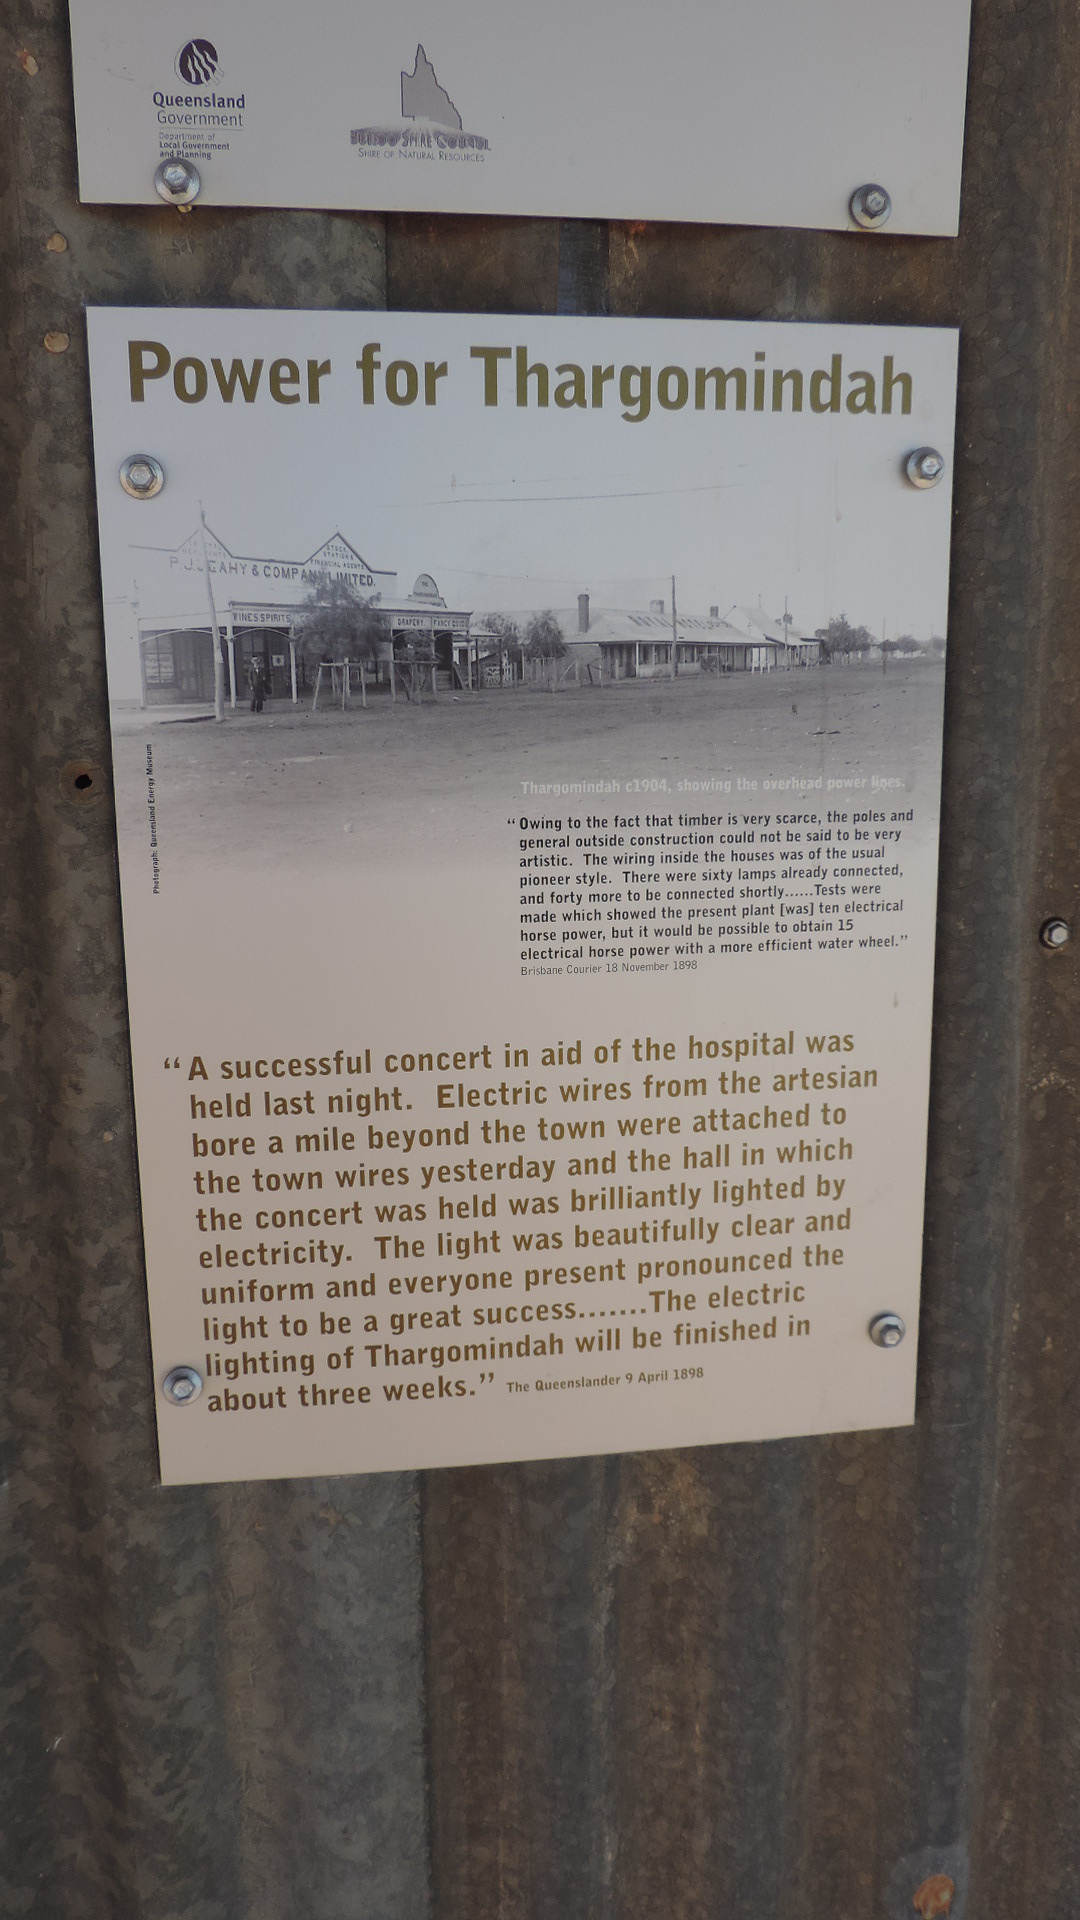 Queensland
Government
Department of
Local Government
and Planning
BULLOO SHIRE COUNCIL
SHIRE OF NATURAL RESOURCES
Power for Thargomindah
STOCK
STATION &
FINANCIAL AGENTS
P.J. LEAHY & COMPANY LIMITED.
WINES SPIRITS
DRAPERY. FANCY GOODS
Photograph: Queensland Energy Museum
Thargomindah c1904, showing the overhead power lines.
“Owing to the fact that timber is very scarce, the poles and
general outside construction could not be said to be very
artistic. The wiring inside the houses was of the usual
pioneer style. There were sixty lamps already connected,
and forty more to be connected shortly......Tests were
made which showed the present plant [was] ten electrical
horse power, but it would be possible to obtain 15
electrical horse power with a more efficient water wheel.”
Brisbane Courier 18 November 1898
“A successful concert in aid of the hospital was
held last night. Electric wires from the artesian
bore a mile beyond the town were attached to
the town wires yesterday and the hall in which
the concert was held was brilliantly lighted by
electricity. The light was beautifully clear and
uniform and everyone present pronounced the
light to be a great success.......The electric
lighting of Thargomindah will be finished in
about three weeks.” The Queenslander 9 April 1898